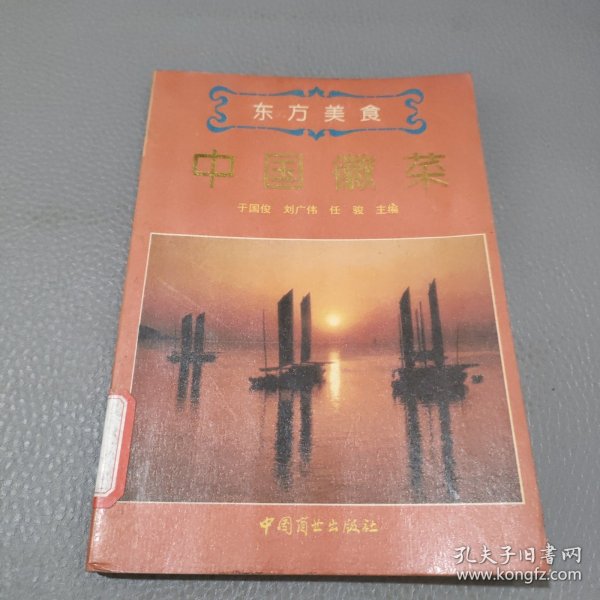 东方美食
中国徽菜
于国俊 刘广伟 任骏 主编
中国商业出版社
孔夫子旧书网
www.kongfz.com